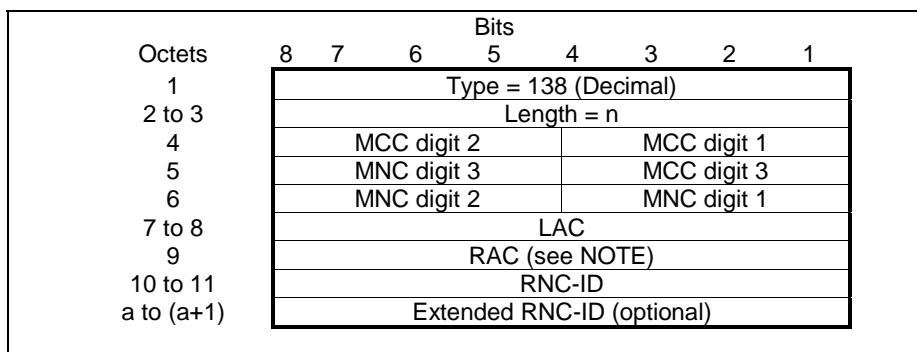 Bits
Octets 8 7 6 5 4 3 2 1
1 Type = 138 (Decimal)
2 to 3 Length = n
4 MCC digit 2 MCC digit 1
5 MNC digit 3 MCC digit 3
6 MNC digit 2 MNC digit 1
7 to 8 LAC
9 RAC (see NOTE)
10 to 11 RNC-ID
a to (a+1) Extended RNC-ID (optional)